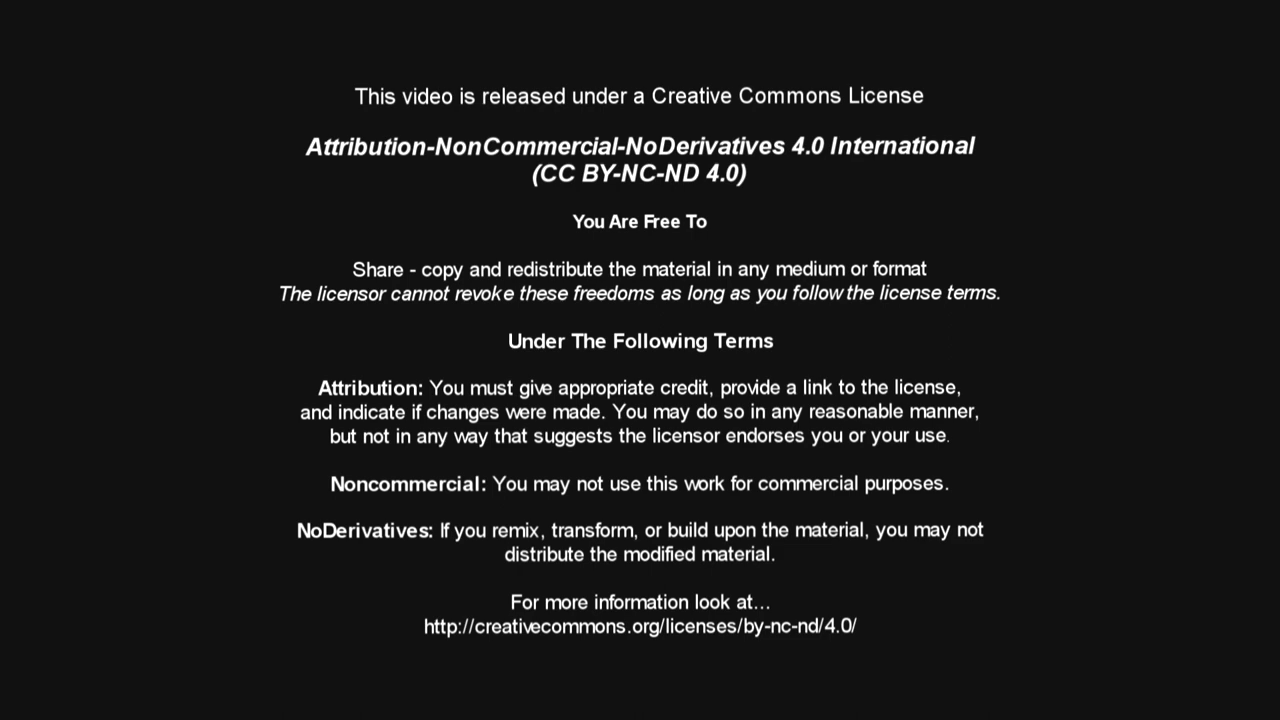 This video is released under a Creative Commons License
Attribution-NonCommercial-NoDerivatives 4.0 International
(CC BY-NC-ND 4.0)
You Are Free To
Share - copy and redistribute the material in any medium or format
The licensor cannot revoke these freedoms as long as you follow the license terms.
Under The Following Terms
Attribution: You must give appropriate credit, provide a link to the license,
and indicate if changes were made. You may do so in any reasonable manner,
but not in any way that suggests the licensor endorses you or your use.
Noncommercial: You may not use this work for commercial purposes.
NoDerivatives: If you remix, transform, or build upon the material, you may not
distribute the modified material.
For more information look at...
http://creativecommons.org/licenses/by-nc-nd/4.0/